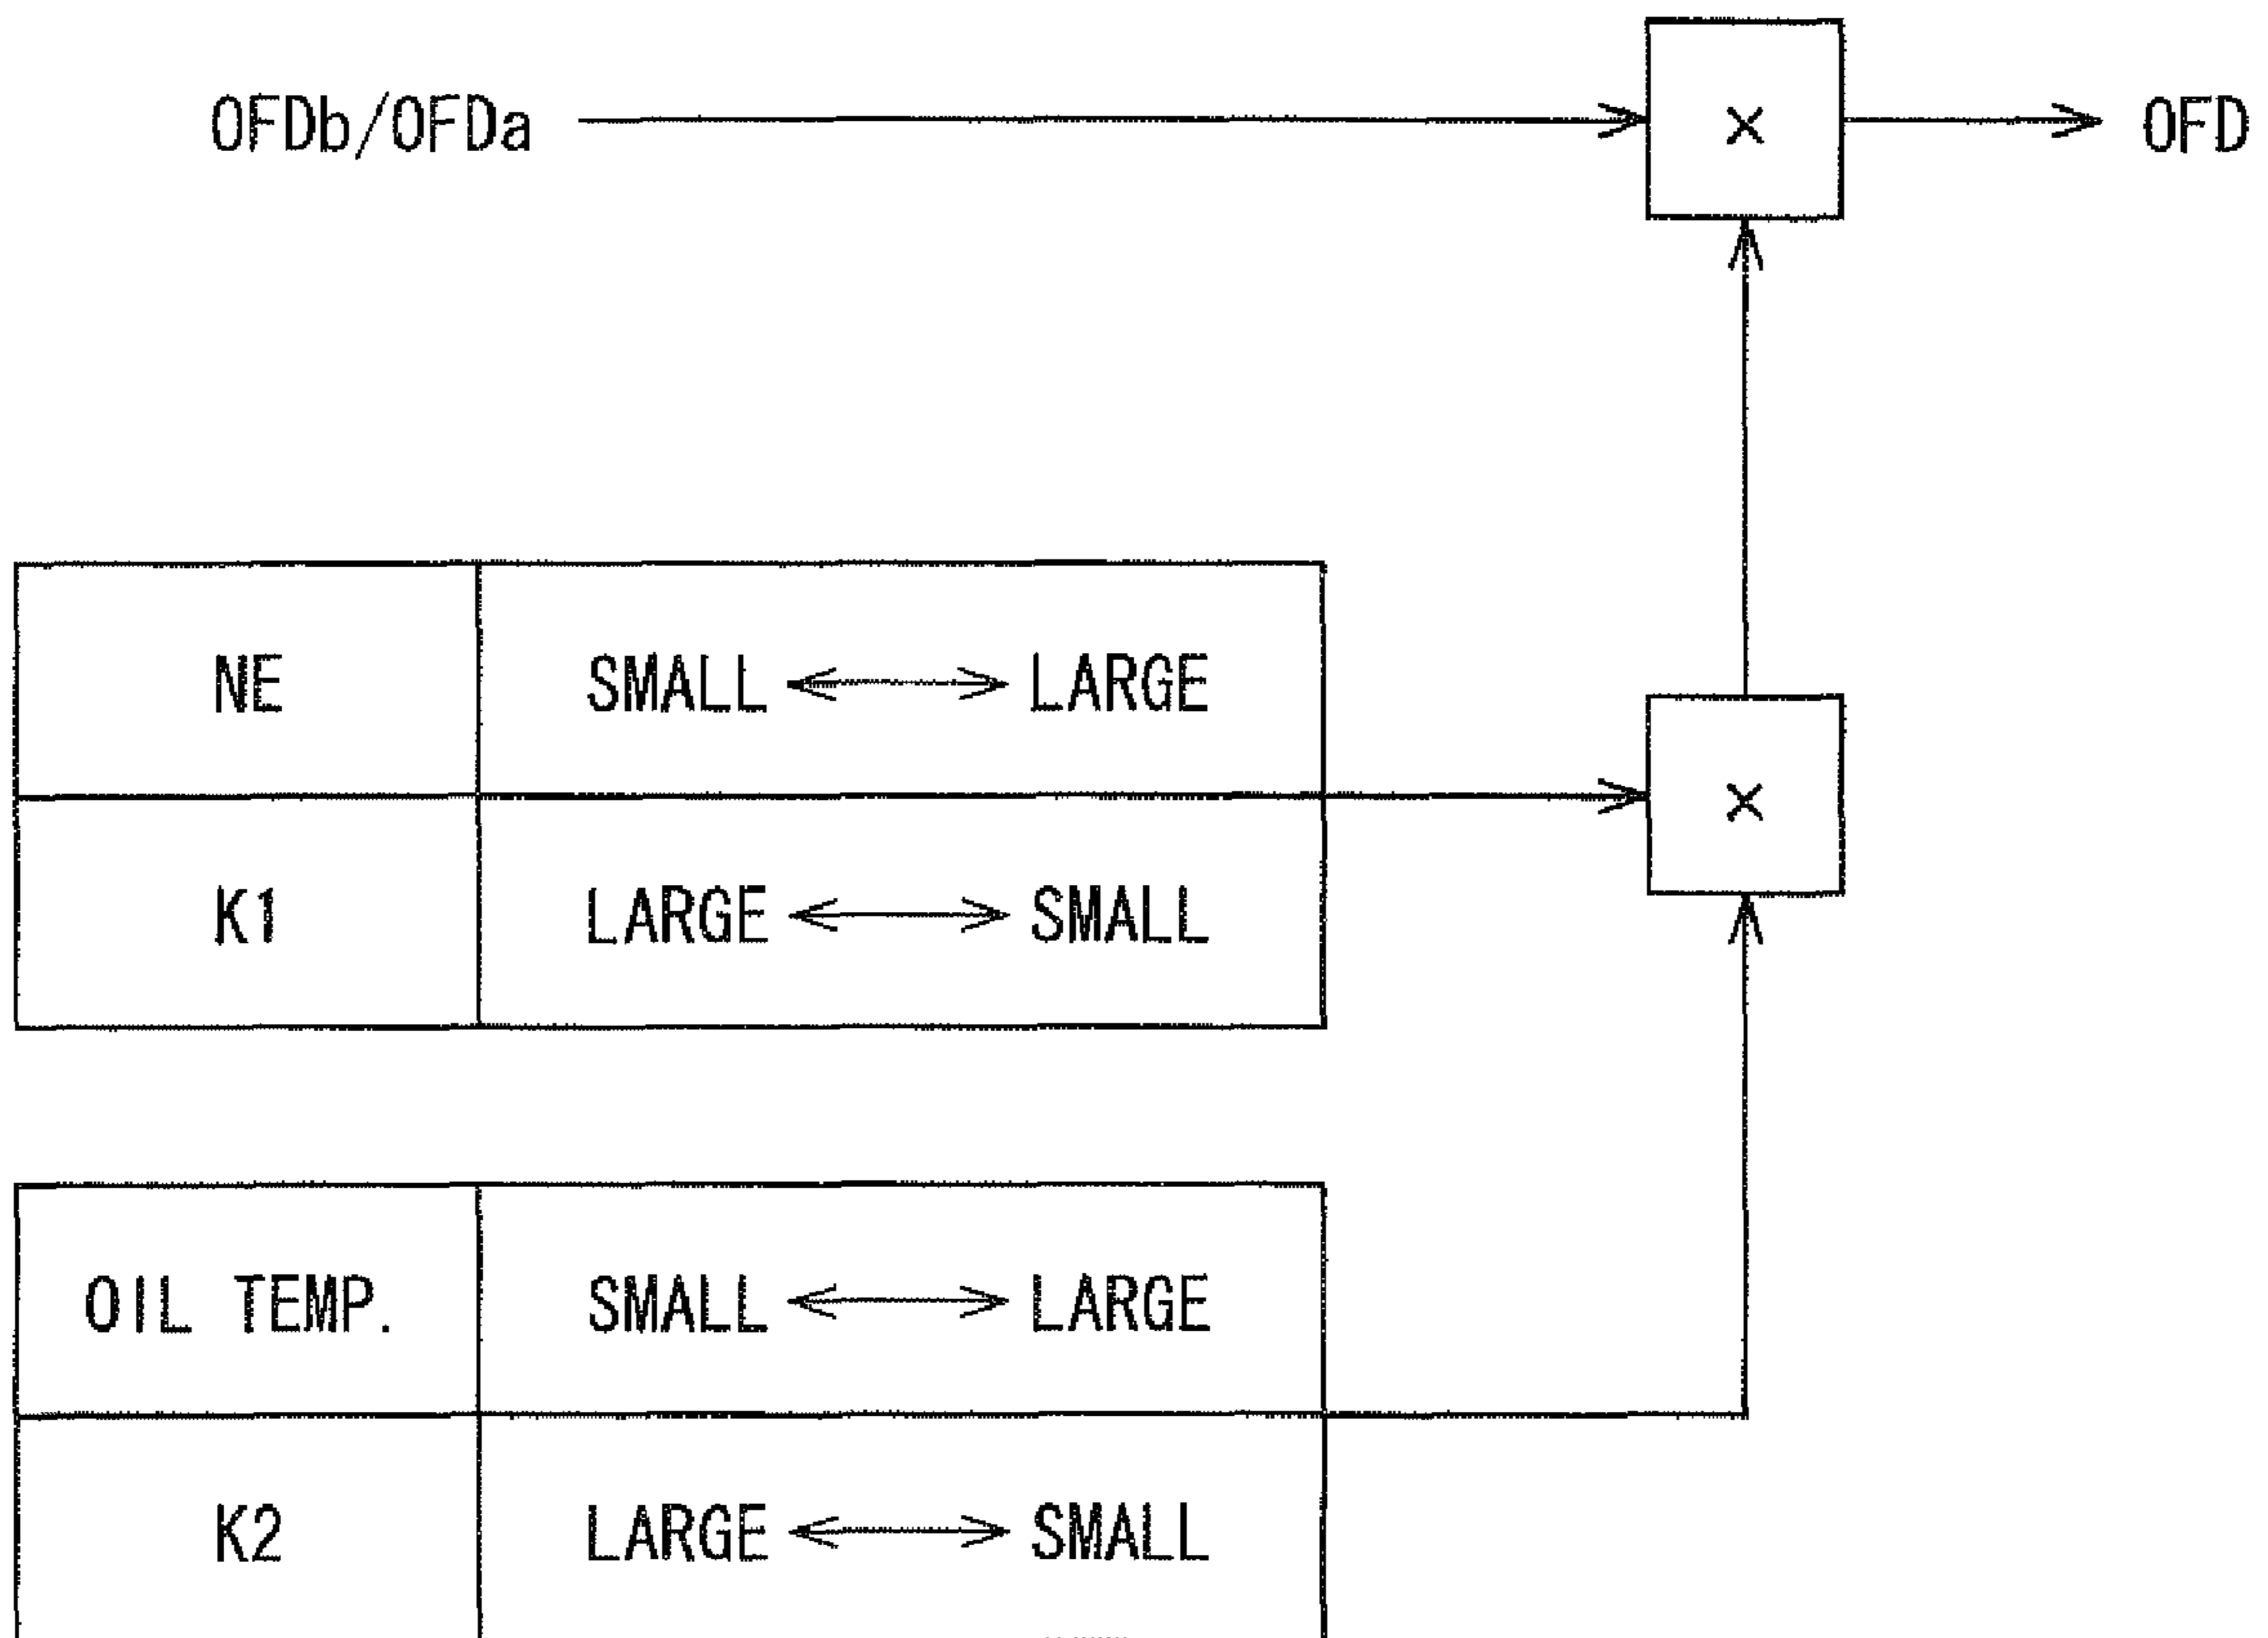 OFDb/OFDa × OFD
NE SMALL ↔ LARGE
K1 LARGE ↔ SMALL
×
OIL TEMP. SMALL ↔ LARGE
K2 LARGE ↔ SMALL